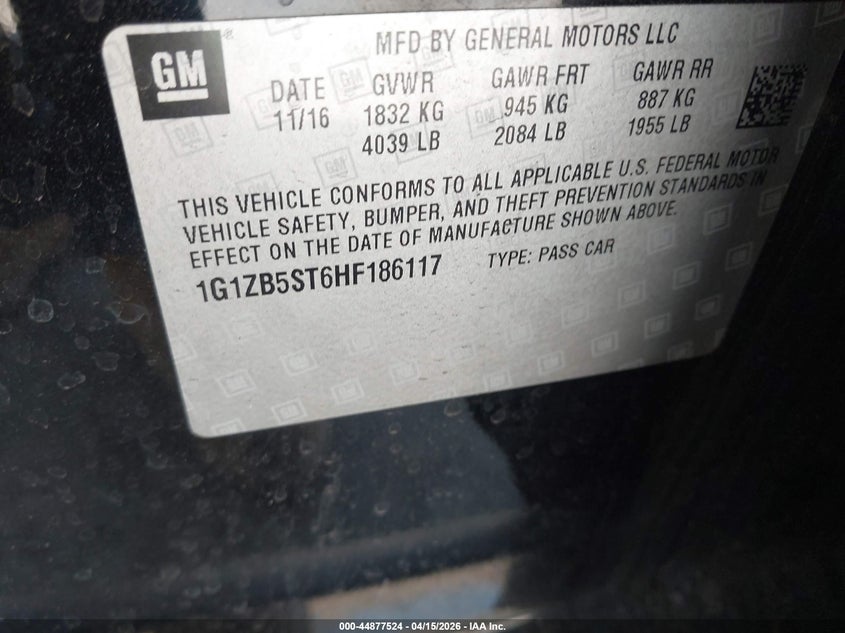 GM
MFD BY GENERAL MOTORS LLC
DATE GVWR GAWR FRT GAWR RR
11/16 1832 KG 945 KG 887 KG
4039 LB 2084 LB 1955 LB
THIS VEHICLE CONFORMS TO ALL APPLICABLE U.S. FEDERAL MOTOR
VEHICLE SAFETY, BUMPER, AND THEFT PREVENTION STANDARDS IN
EFFECT ON THE DATE OF MANUFACTURE SHOWN ABOVE.
1G1ZB5ST6HF186117 TYPE: PASS CAR
000-44877524 - 04/15/2026 - IAA Inc.